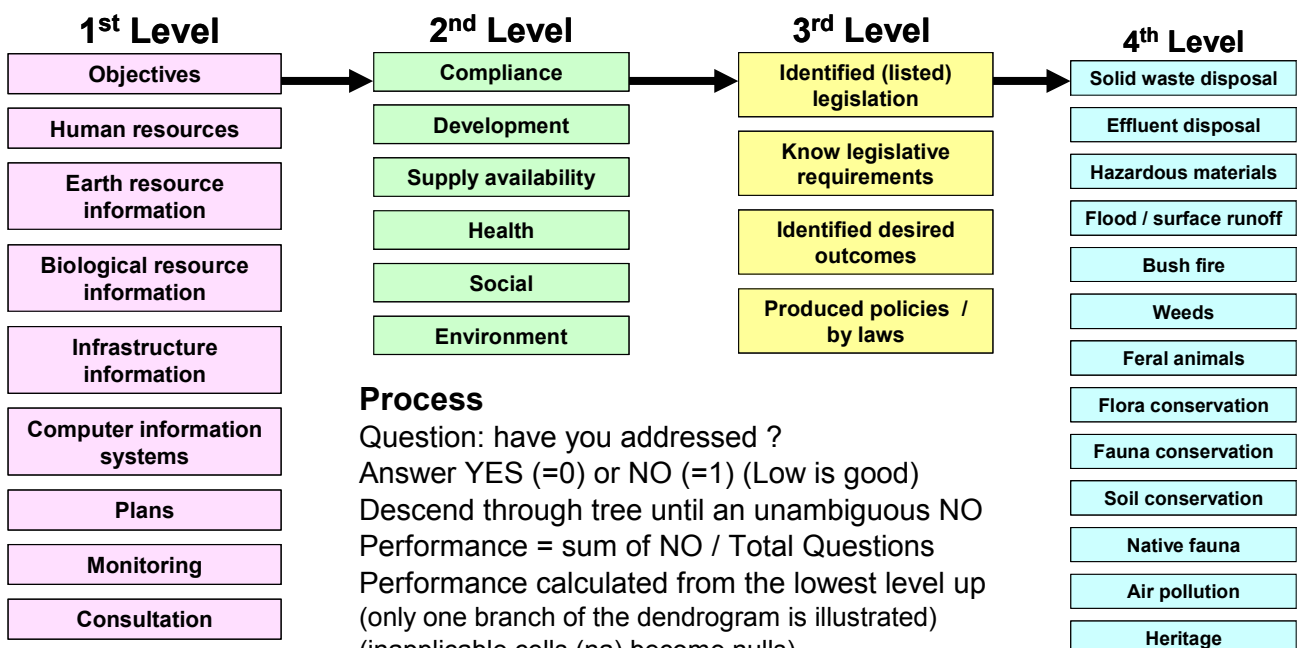 1st Level
Objectives
Human resources
Earth resource
information
Biological resource
information
Infrastructure
information
Computer information
systems
Plans
Monitoring
Consultation
2nd Level
Compliance
Development
Supply availability
Health
Social
Environment
3rd Level
Identified (listed)
legislation
Know legislative
requirements
Identified desired
outcomes
Produced policies /
by laws
4th Level
Solid waste disposal
Effluent disposal
Hazardous materials
Flood / surface runoff
Bush fire
Weeds
Feral animals
Flora conservation
Fauna conservation
Soil conservation
Native fauna
Air pollution
Heritage
Process
Question: have you addressed ?
Answer YES (=0) or NO (=1) (Low is good)
Descend through tree until an unambiguous NO
Performance = sum of NO / Total Questions
Performance calculated from the lowest level up
(only one branch of the dendrogram is illustrated)
(inapplicable cells (na) become nulls)